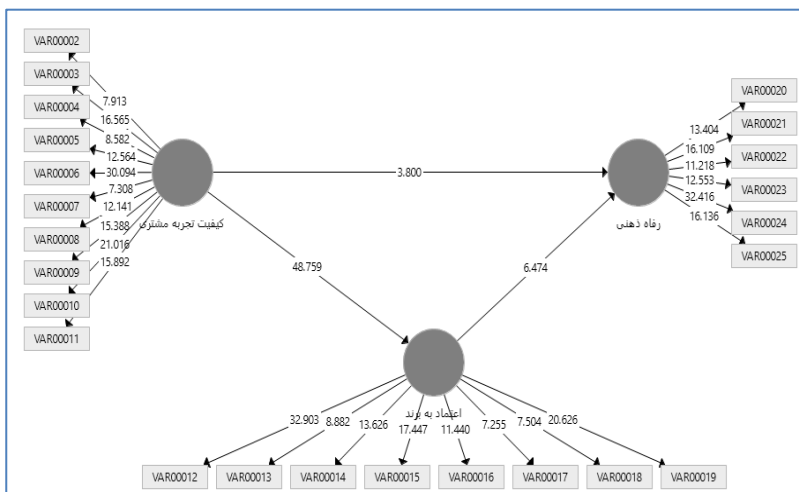 VAR00002
VAR00003
VAR00004
VAR00005
VAR00006
VAR00007
VAR00008
VAR00009
VAR00010
VAR00011
7.913
16.565
8.582
12.564
30.094
7.308
12.141
15.388
21.016
15.892
کیفیت تجربه مشتری
3.800
48.759
6.474
VAR00020
VAR00021
VAR00022
VAR00023
VAR00024
VAR00025
13.404
16.109
11.218
12.553
32.416
16.136
رفاه ذهنی
اعتماد به برند
32.903
8.882
13.626
17.447
11.440
7.255
7.504
20.626
VAR00012
VAR00013
VAR00014
VAR00015
VAR00016
VAR00017
VAR00018
VAR00019